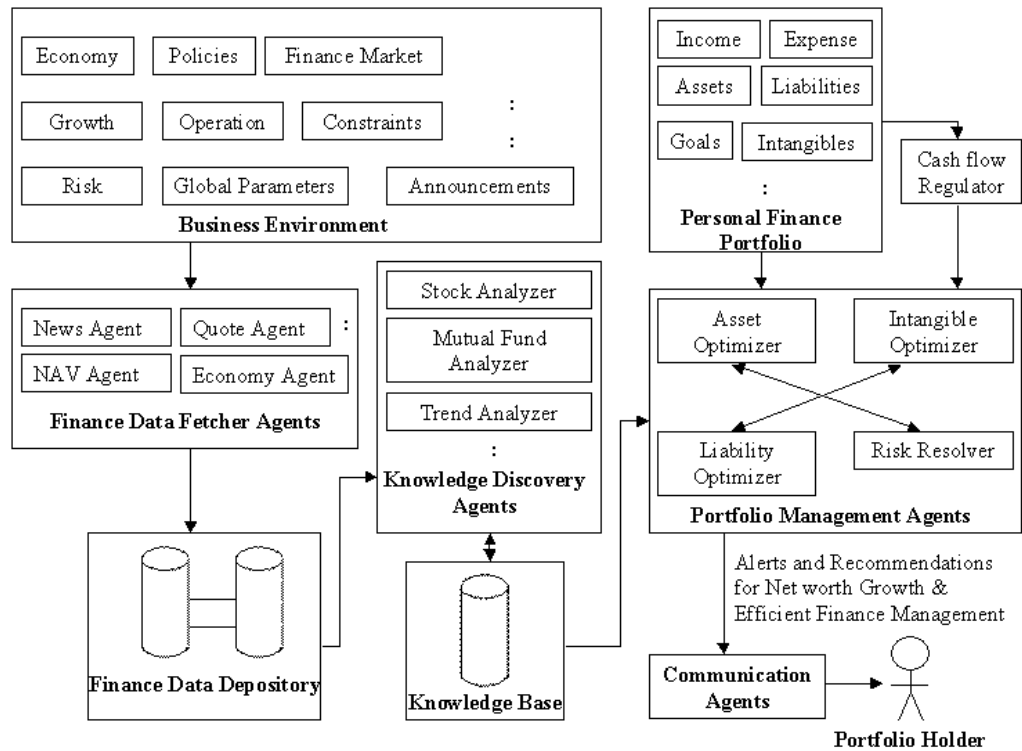 Economy
Policies
Finance Market
Growth
Operation
Constraints
:
:
Risk
Global Parameters
Announcements
Business Environment
Income
Expense
Assets
Liabilities
Goals
Intangibles
:
Personal Finance
Portfolio
Cash flow
Regulator
News Agent
Quote Agent
:
NAV Agent
Economy Agent
Finance Data Fetcher Agents
Stock Analyzer
Mutual Fund
Analyzer
Trend Analyzer
:
Knowledge Discovery
Agents
Asset
Optimizer
Intangible
Optimizer
Liability
Optimizer
Risk Resolver
Portfolio Management Agents
Finance Data Depository
Knowledge Base
Alerts and Recommendations
for Net worth Growth &
Efficient Finance Management
Communication
Agents
Portfolio Holder